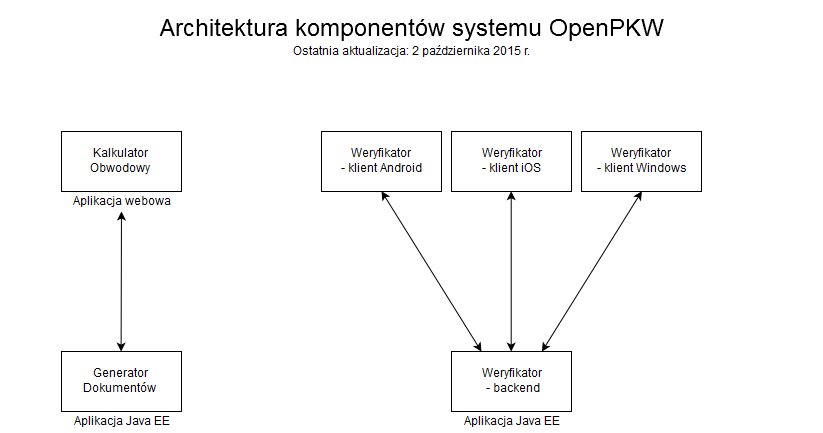 Architektura komponentów systemu OpenPKW
Ostatnia aktualizacja: 2 października 2015 r.
Kalkulator
Obwodowy
Aplikacja webowa
Weryfikator
- klient Android
Weryfikator
- klient iOS
Weryfikator
- klient Windows
Generator
Dokumentów
Aplikacja Java EE
Weryfikator
- backend
Aplikacja Java EE